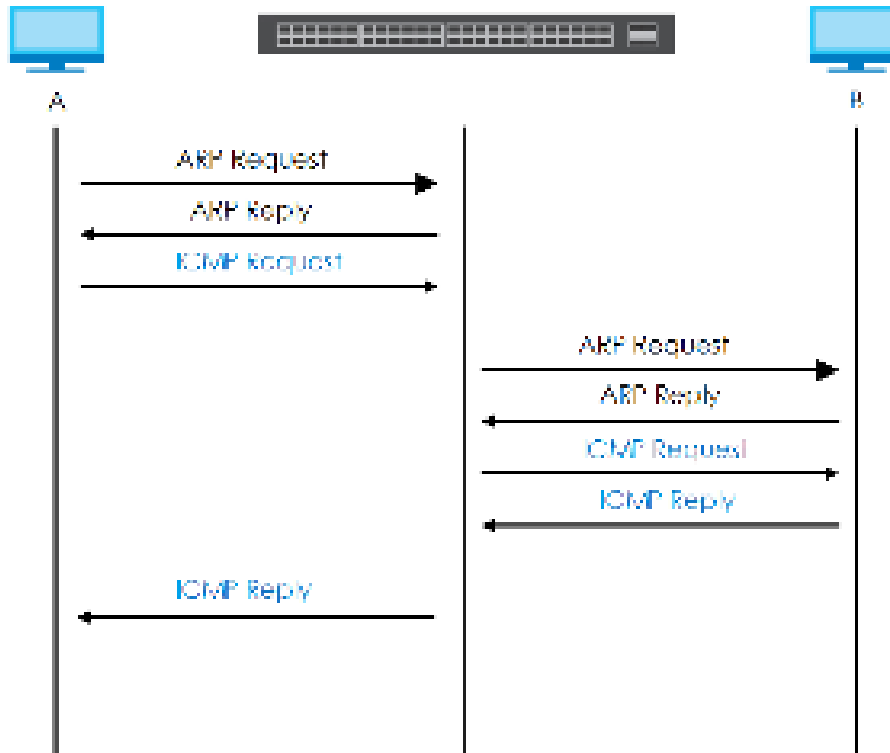 A
B
ARP Request
ARP Reply
ICMP Request
ARP Request
ARP Reply
ICMP Request
ICMP Reply
ICMP Reply